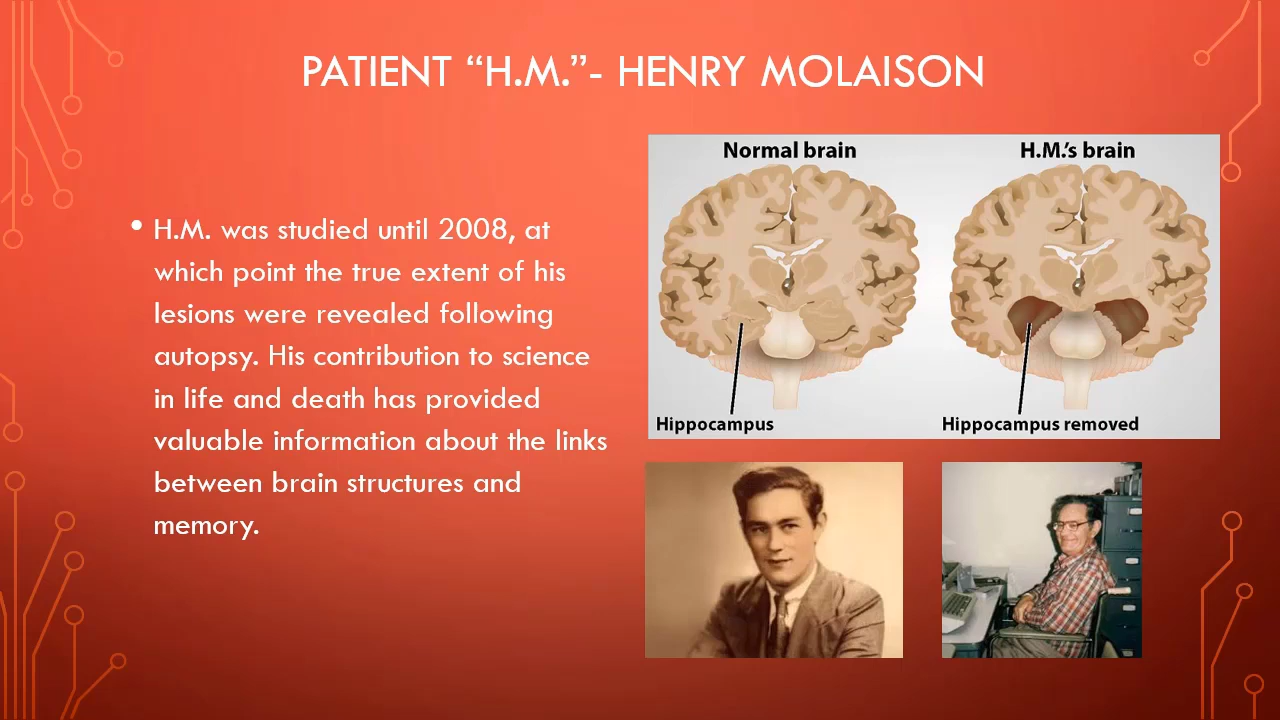 PATIENT “H.M.”- HENRY MOLAISON
• H.M. was studied until 2008, at
which point the true extent of his
lesions were revealed following
autopsy. His contribution to science
in life and death has provided
valuable information about the links
between brain structures and
memory.
Normal brain
H.M.’s brain
Hippocampus
Hippocampus removed